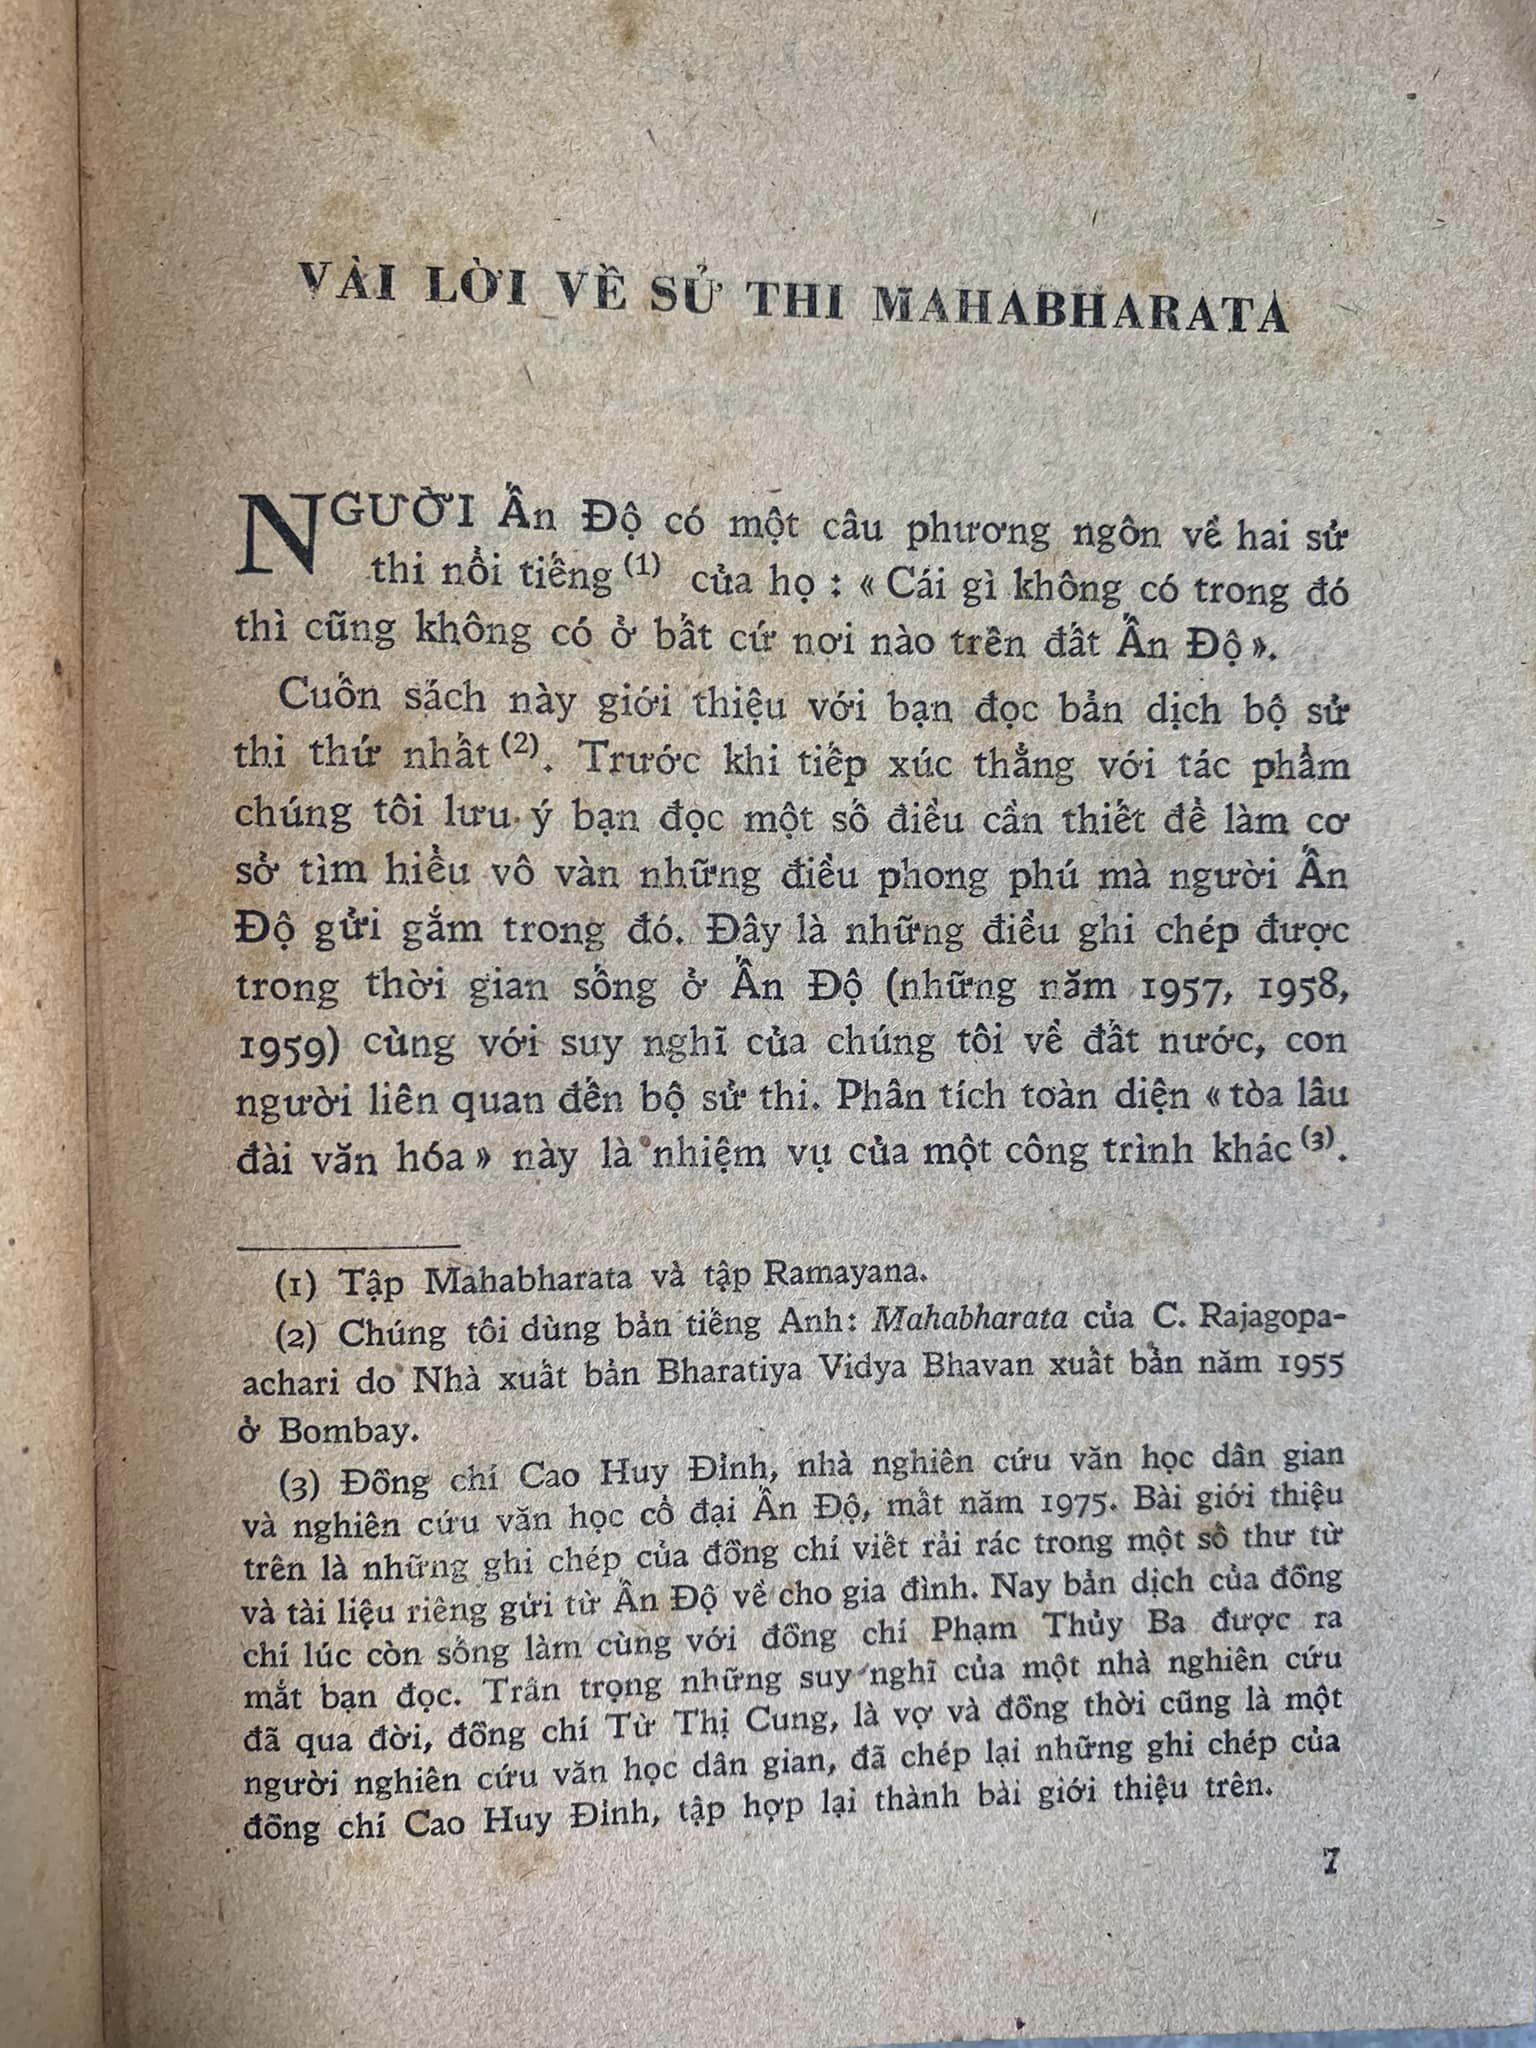 VÀI LỜI VỀ SỬ THI MAHABHARATA
NGƯỜI Ấn Độ có một câu phương ngôn về hai sử
thi nổi tiếng (1) của họ : « Cái gì không có trong đó
thì cũng không có ở bất cứ nơi nào trên đất Ấn Độ ».
Cuốn sách này giới thiệu với bạn đọc bản dịch bộ sử
thi thứ nhất (2). Trước khi tiếp xúc thẳng với tác phẩm
chúng tôi lưu ý bạn đọc một số điều cần thiết để làm cơ
sở tìm hiểu vô vàn những điều phong phú mà người Ấn
Độ gửi gắm trong đó. Đây là những điều ghi chép được
trong thời gian sống ở Ấn Độ (những năm 1957, 1958,
1959) cùng với suy nghĩ của chúng tôi về đất nước, con
người liên quan đến bộ sử thi. Phân tích toàn diện « tòa lâu
đài văn hóa » này là nhiệm vụ của một công trình khác (3).
(1) Tập Mahabharata và tập Ramayana.
(2) Chúng tôi dùng bản tiếng Anh: Mahabharata của C. Rajagopa-
achari do Nhà xuất bản Bharatiya Vidya Bhavan xuất bản năm 1955
ở Bombay.
(3) Đồng chí Cao Huy Đỉnh, nhà nghiên cứu văn học dân gian
và nghiên cứu văn học cổ đại Ấn Độ, mất năm 1975. Bài giới thiệu
trên là những ghi chép của đồng chí viết rải rác trong một số thư từ
và tài liệu riêng gửi từ Ấn Độ về cho gia đình. Nay bản dịch của đồng
chí lúc còn sống làm cùng với đồng chí Phạm Thủy Ba được ra
mắt bạn đọc. Trân trọng những suy nghĩ của một nhà nghiên cứu
đã qua đời, đồng chí Từ Thị Cung, là vợ và đồng thời cũng là một
người nghiên cứu văn học dân gian, đã chép lại những ghi chép của
đồng chí Cao Huy Đỉnh, tập hợp lại thành bài giới thiệu trên.
7